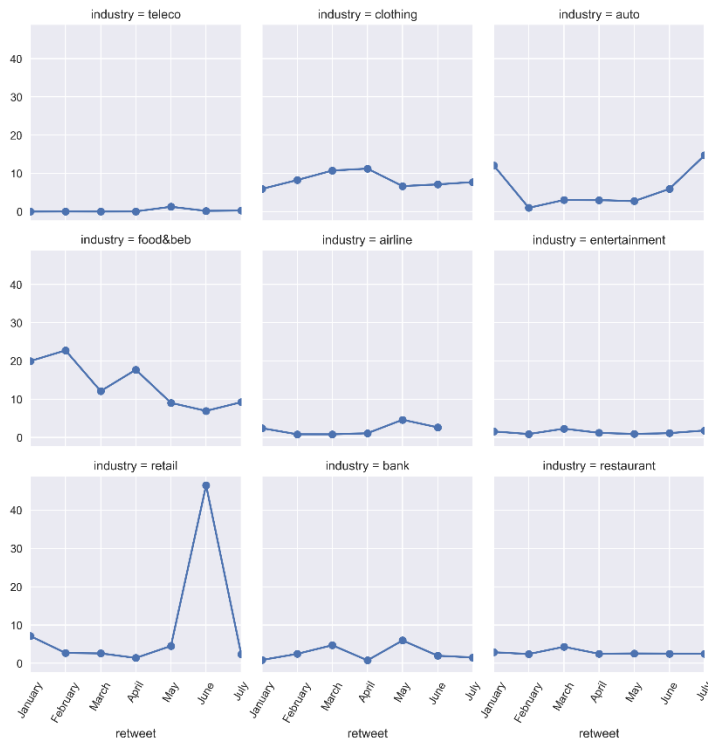 industry = teleco
industry = clothing
industry = auto
40
30
20
10
0
industry = food&beb
industry = airline
industry = entertainment
40
30
20
10
0
industry = retail
industry = bank
industry = restaurant
40
30
20
10
0
January February March April May June July
January February March April May June July
January February March April May June July
retweet
retweet
retweet